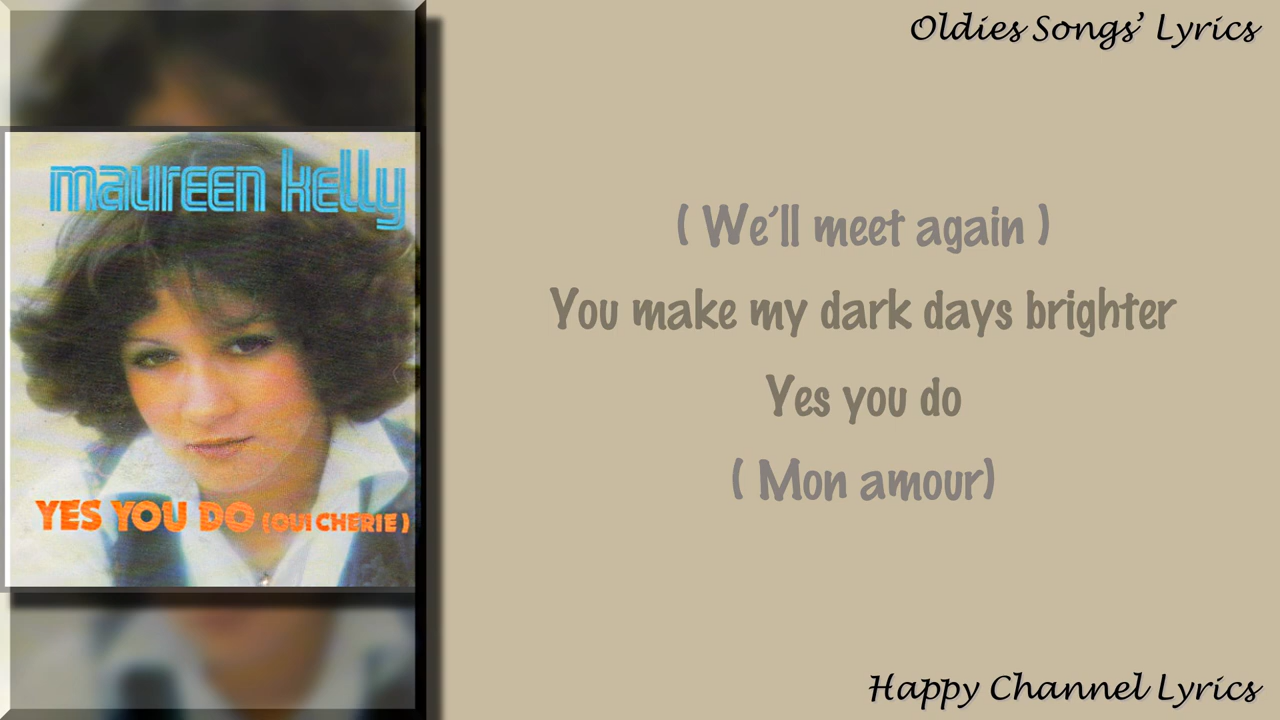 Oldies Songs’ Lyrics
maureen kelly
YES YOU DO (OUI CHERIE)
( We´ll meet again )
You make my dark days brighter
Yes you do
( Mon amour)
Happy Channel Lyrics